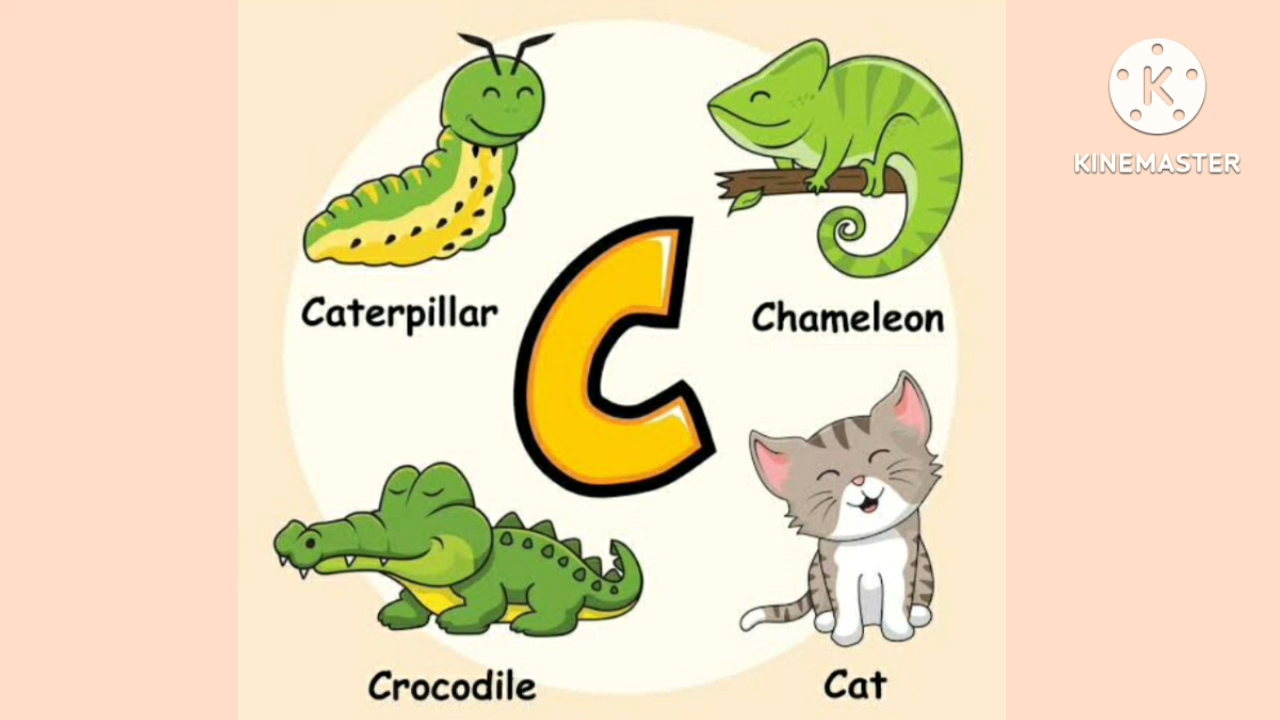 KINEMASTER
Caterpillar
Chameleon
C
Crocodile
Cat